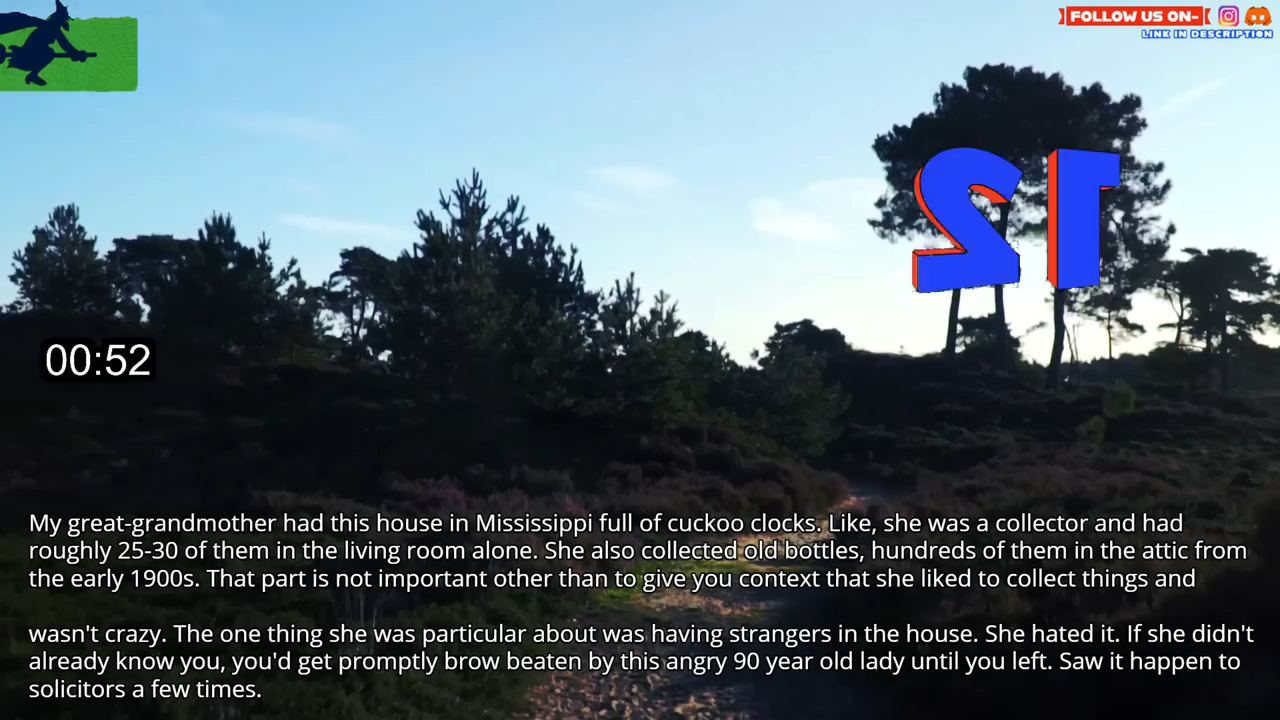 FOLLOW US ON-
LINK IN DESCRIPTION
12
00:52
My great-grandmother had this house in Mississippi full of cuckoo clocks. Like, she was a collector and had
roughly 25-30 of them in the living room alone. She also collected old bottles, hundreds of them in the attic from
the early 1900s. That part is not important other than to give you context that she liked to collect things and
wasn't crazy. The one thing she was particular about was having strangers in the house. She hated it. If she didn't
already know you, you'd get promptly brow beaten by this angry 90 year old lady until you left. Saw it happen to
solicitors a few times.